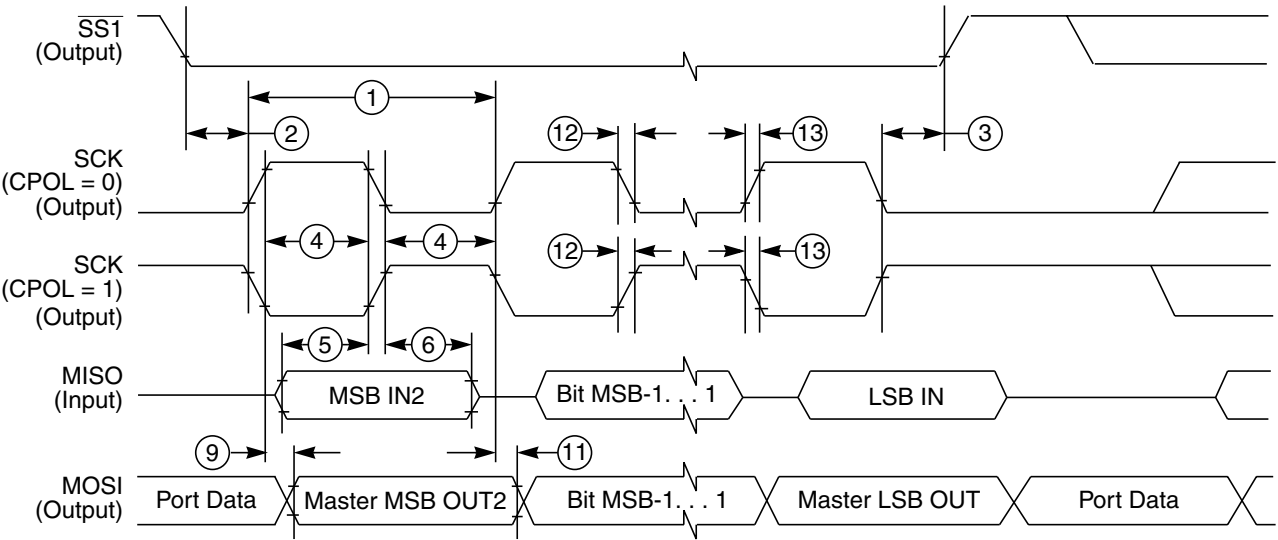 SS1
(Output)
1
2
12
13
3
SCK
(CPOL = 0)
(Output)
4
4
SCK
(CPOL = 1)
(Output)
12
13
5
6
MISO
(Input)
MSB IN2
Bit MSB-1. . . 1
LSB IN
9
11
MOSI
(Output)
Port Data
Master MSB OUT2
Bit MSB-1. . . 1
Master LSB OUT
Port Data